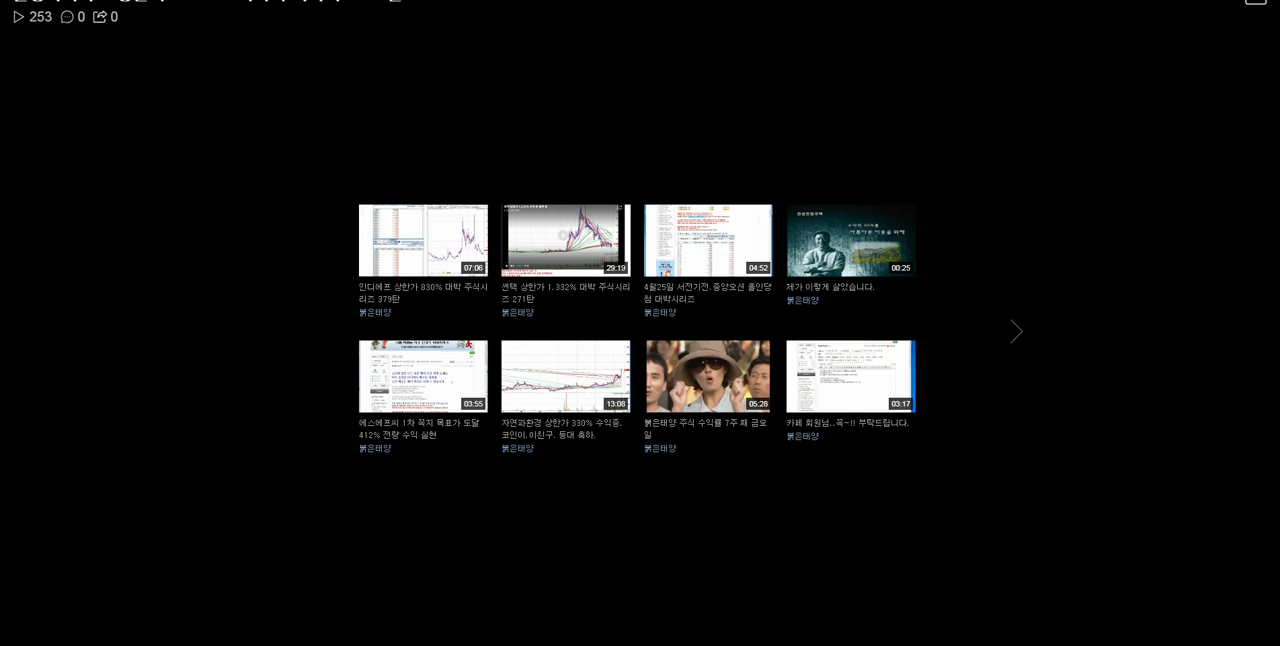 253 0 0
07:06
29:19
04:52
00:25
인디에프 상한가 830% 대박 주식시
리즈 379탄
붉은태양
썬텍 상한가 1,332% 대박 주식시리
즈 271탄
붉은태양
4월25일 서전기전.중앙오션 올인당
첨 대박시리즈
붉은태양
제가 이렇게 살았습니다.
붉은태양
03:55
13:08
05:28
03:17
에스에프씨 1차 꼭지 목표가 도달
412% 전량 수익 실현
붉은태양
자연과환경 상한가 330% 수익중.
코인이.이친구. 등대 축하.
붉은태양
붉은태양 주식 수익률 7주 째 금요
일
붉은태양
카페 회원님..꼭~!! 부탁드립니다.
붉은태양